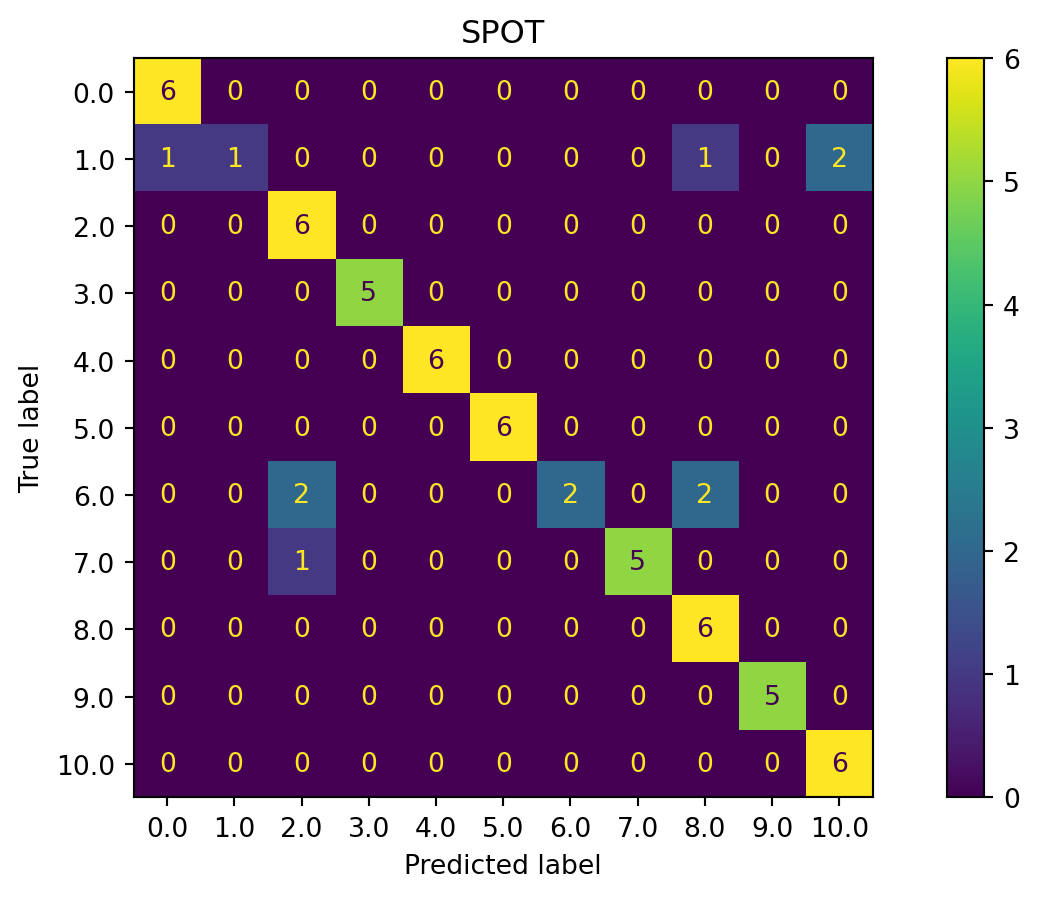 SPOT
0.0 6 0 0 0 0 0 0 0 0 0 0
1.0 1 1 0 0 0 0 0 0 1 0 2
2.0 0 0 6 0 0 0 0 0 0 0 0
3.0 0 0 0 5 0 0 0 0 0 0 0
4.0 0 0 0 0 6 0 0 0 0 0 0
5.0 0 0 0 0 0 6 0 0 0 0 0
6.0 0 0 2 0 0 0 2 0 2 0 0
7.0 0 0 1 0 0 0 0 5 0 0 0
8.0 0 0 0 0 0 0 0 0 6 0 0
9.0 0 0 0 0 0 0 0 0 0 5 0
10.0 0 0 0 0 0 0 0 0 0 0 6
0.0 1.0 2.0 3.0 4.0 5.0 6.0 7.0 8.0 9.0 10.0
Predicted label
True label
6
5
4
3
2
1
0